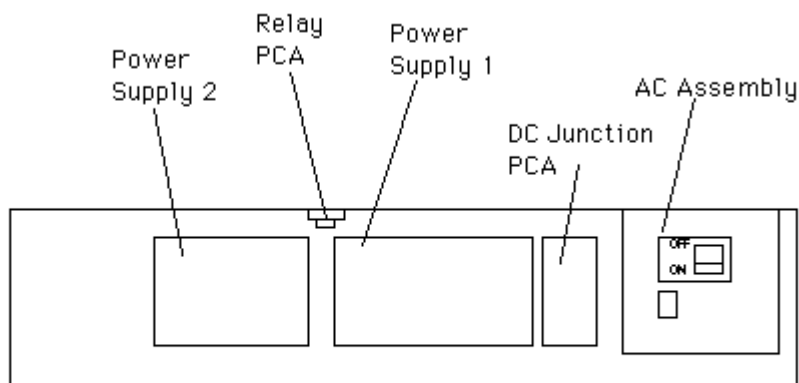 Power
Supply 2
Relay
PCA
Power
Supply 1
DC Junction
PCA
AC Assembly
OFF
ON